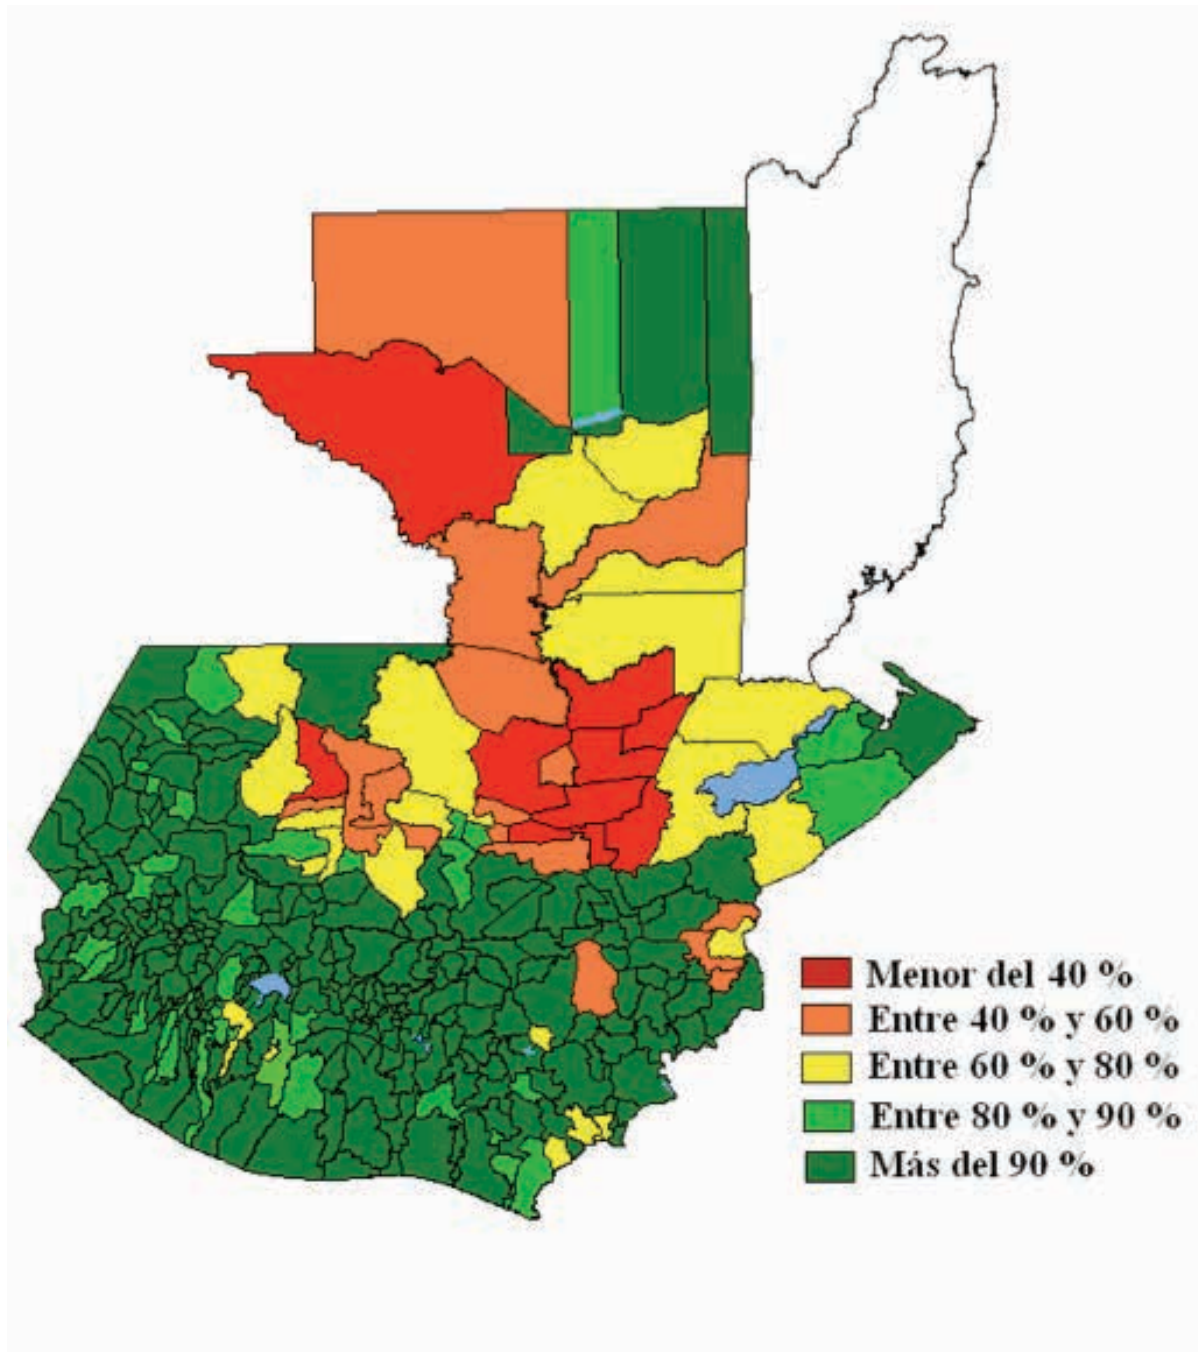 Menor del 40 %
Entre 40 % y 60 %
Entre 60 % y 80 %
Entre 80 % y 90 %
Más del 90 %